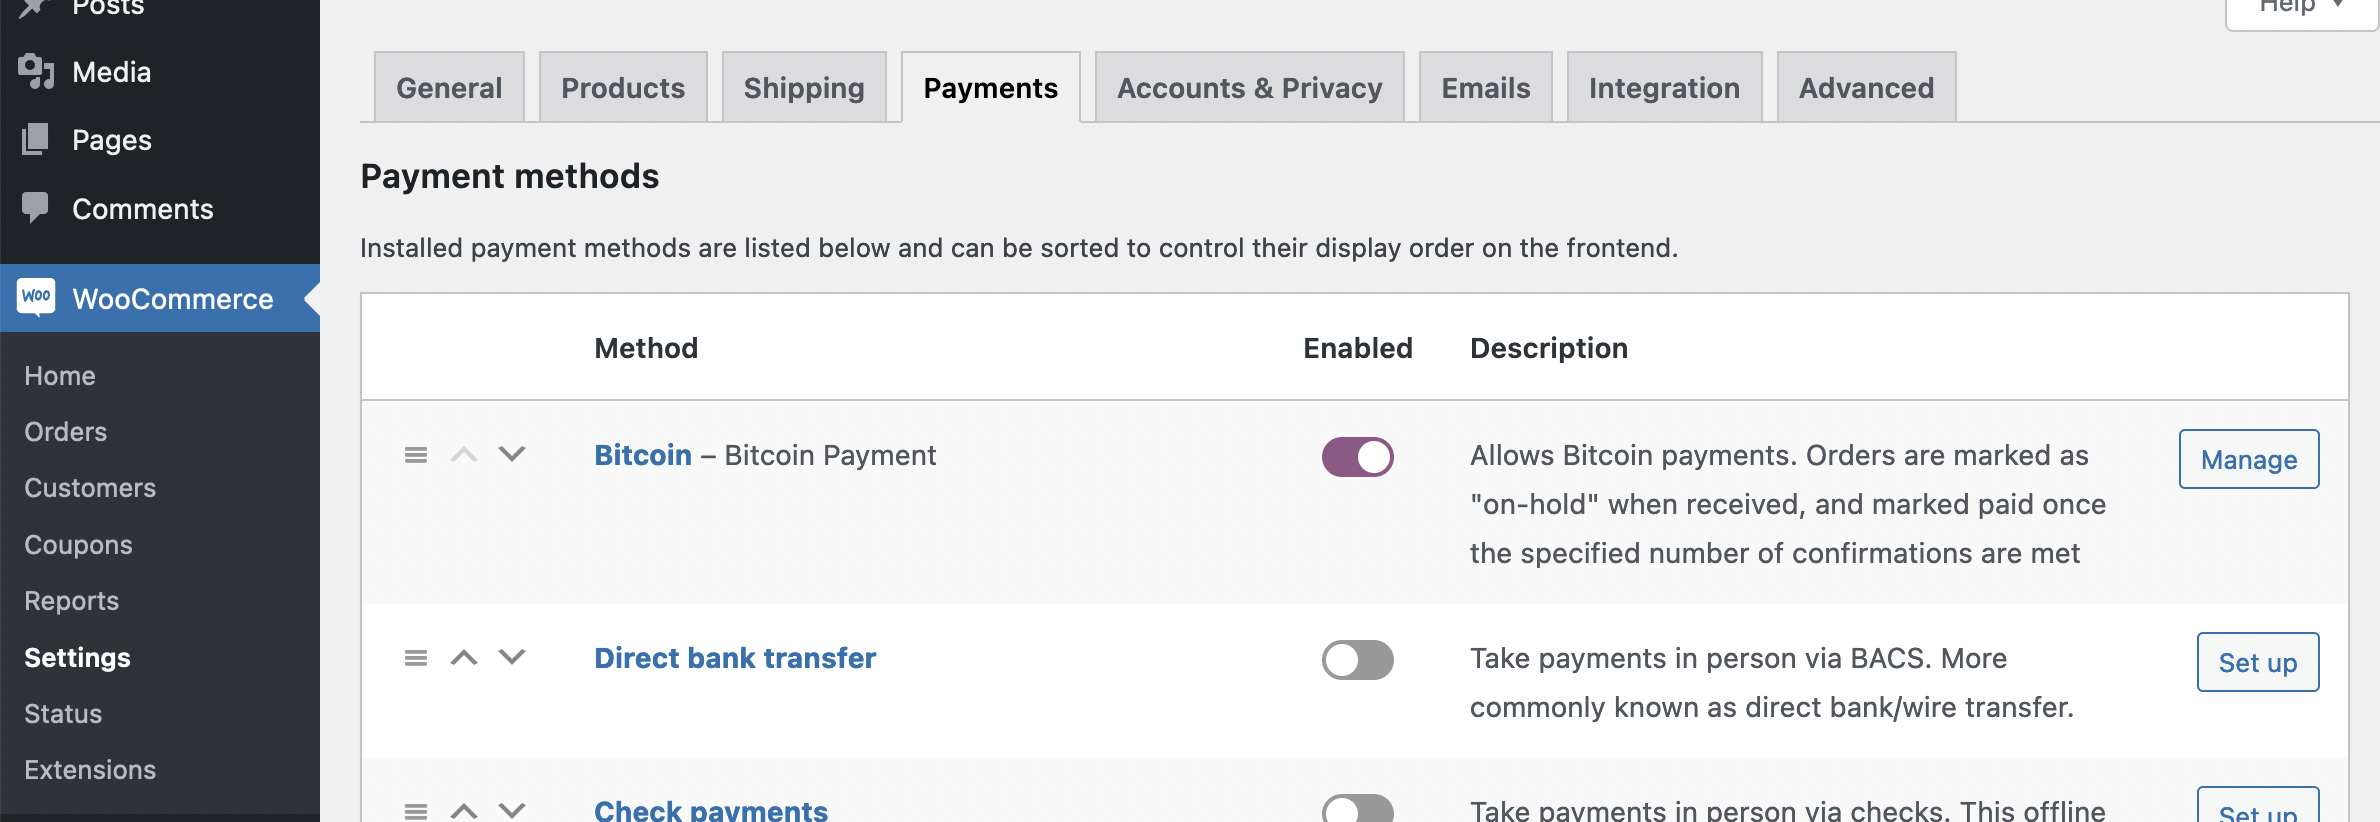 Posts
Media
Pages
Comments
Woo WooCommerce
Home
Orders
Customers
Coupons
Reports
Settings
Status
Extensions
Help
General Products Shipping Payments Accounts & Privacy Emails Integration Advanced
Payment methods
Installed payment methods are listed below and can be sorted to control their display order on the frontend.
Method Enabled Description
Bitcoin – Bitcoin Payment
Allows Bitcoin payments. Orders are marked as
"on-hold" when received, and marked paid once
the specified number of confirmations are met
Manage
Direct bank transfer
Take payments in person via BACS. More
commonly known as direct bank/wire transfer.
Set up
Check payments
Take payments in person via checks. This offline
Set up